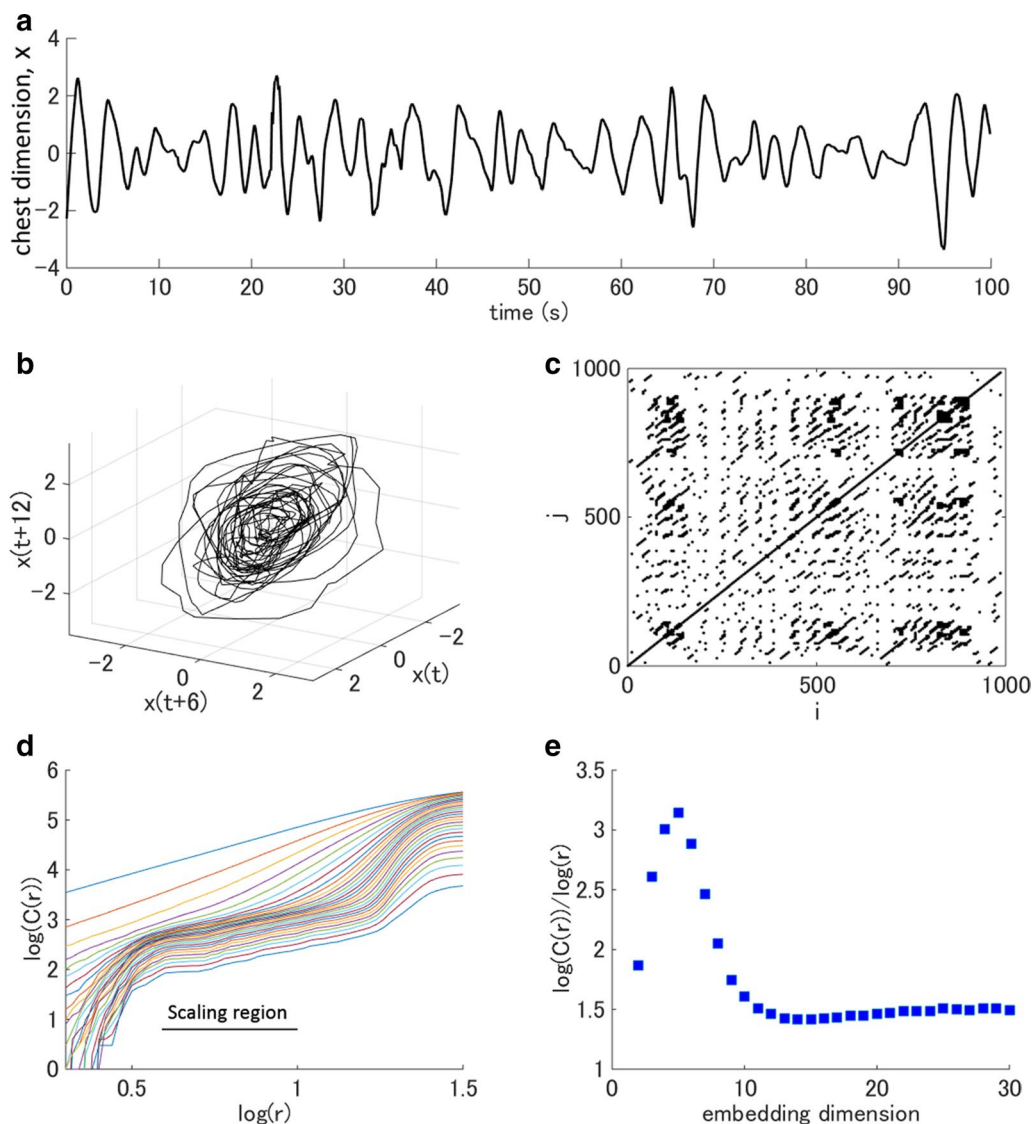 a
4
2
0
−2
−4
chest dimension, x
0 10 20 30 40 50 60 70 80 90 100
time (s)
b
2
0
−2
x(t+12)
−2 0 2
x(t+6)
2 0 −2
x(t)
c
1000
500
0
j
0 500 1000
i
d
6
5
4
3
2
1
0
log(C(r))
Scaling region
0.5 1 1.5
log(r)
e
3.5
3
2.5
2
1.5
1
log(C(r))/log(r)
0 10 20 30
embedding dimension